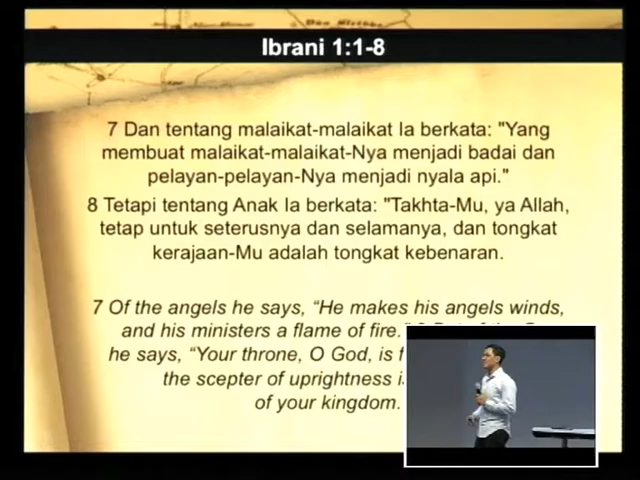 Ibrani 1:1-8
7 Dan tentang malaikat-malaikat Ia berkata: "Yang
membuat malaikat-malaikat-Nya menjadi badai dan
pelayan-pelayan-Nya menjadi nyala api."
8 Tetapi tentang Anak Ia berkata: "Takhta-Mu, ya Allah,
tetap untuk seterusnya dan selamanya, dan tongkat
kerajaan-Mu adalah tongkat kebenaran.
7 Of the angels he says, “He makes his angels winds,
and his ministers a flame of fire.
he says, “Your throne, O God, is
the scepter of uprightness
of your kingdom.